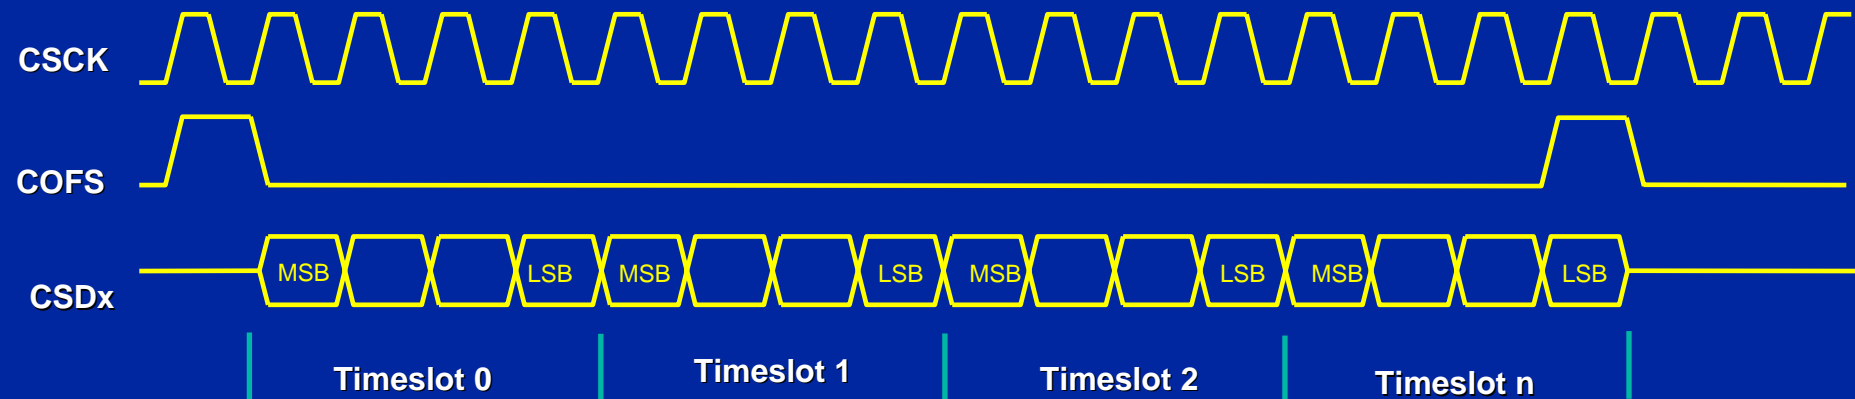 CSCK
COFS
CSDx
MSB LSB MSB LSB MSB LSB MSB LSB
Timeslot 0 Timeslot 1 Timeslot 2 Timeslot n